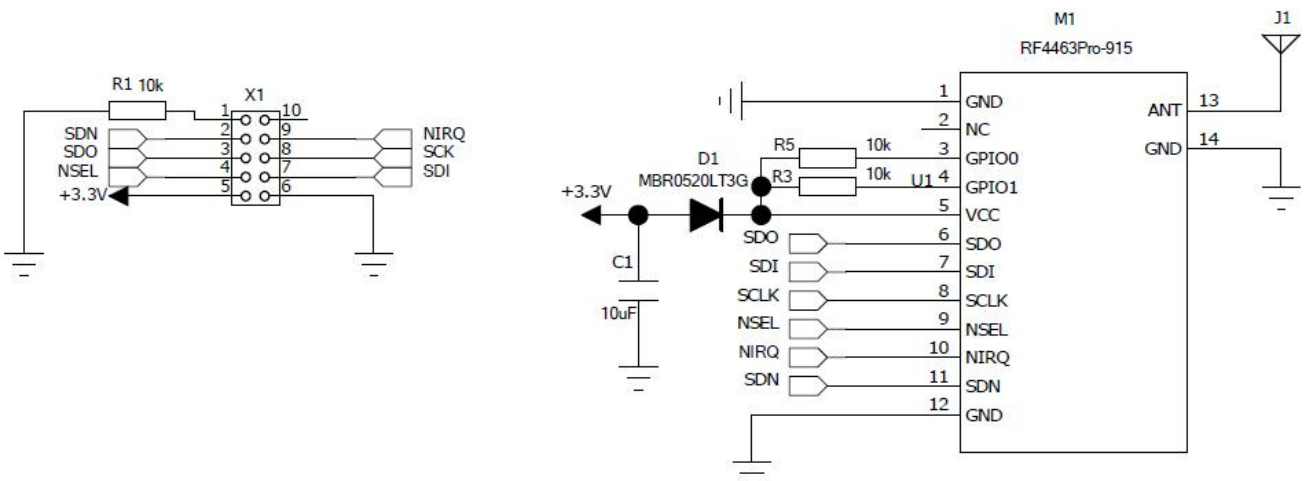 R1 10k
X1
1 10
SDN 2 9 NIRQ
SDO 3 8 SCK
NSEL 4 7 SDI
+3.3V 5 6
M1
RF4463Pro-915
J1
1 GND
ANT 13
2 NC
R5 10k 3 GPIO0
GND 14
D1
MBR0520LT3G
R3 10k U1 4 GPIO1
+3.3V
5 VCC
SDO 6 SDO
C1
10uF
SDI 7 SDI
SCLK 8 SCLK
NSEL 9 NSEL
NIRQ 10 NIRQ
SDN 11 SDN
12 GND